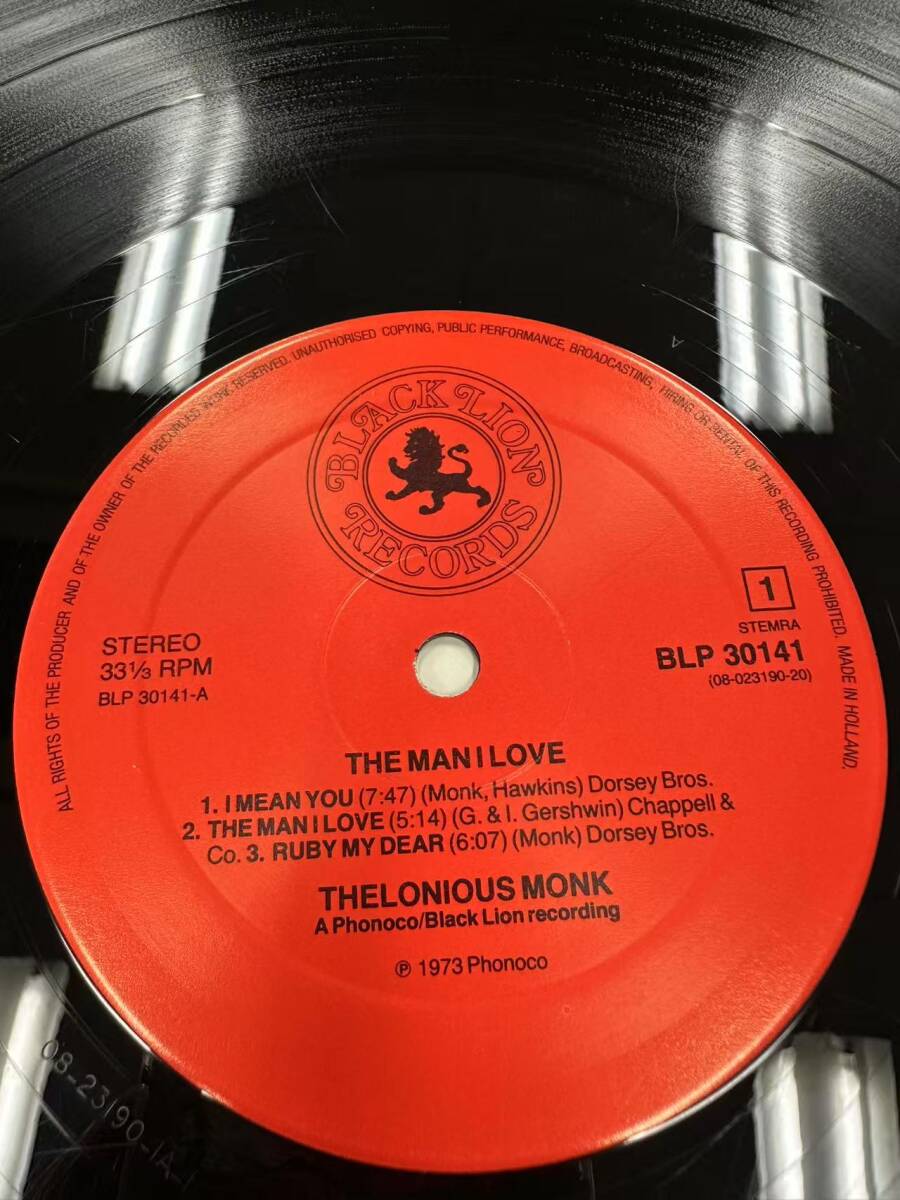 ALL RIGHTS OF THE PRODUCER AND OF THE OWNER OF THE RECORDED WORK RESERVED. UNAUTHORISED COPYING, PUBLIC PERFORMANCE, BROADCASTING, HIRING OR RENTAL OF THIS RECORDING PROHIBITED. MADE IN HOLLAND.
BLACK LION
RECORDS
STEREO
33⅓ RPM
BLP 30141-A
1
STEMRA
BLP 30141
(08-023190-20)
THE MAN I LOVE
1. I MEAN YOU (7:47) (Monk, Hawkins) Dorsey Bros.
2. THE MAN I LOVE (5:14) (G. & I. Gershwin) Chappell &
Co. 3. RUBY MY DEAR (6:07) (Monk) Dorsey Bros.
THELONIOUS MONK
A Phonoco/Black Lion recording
℗ 1973 Phonoco
08-23190-1A